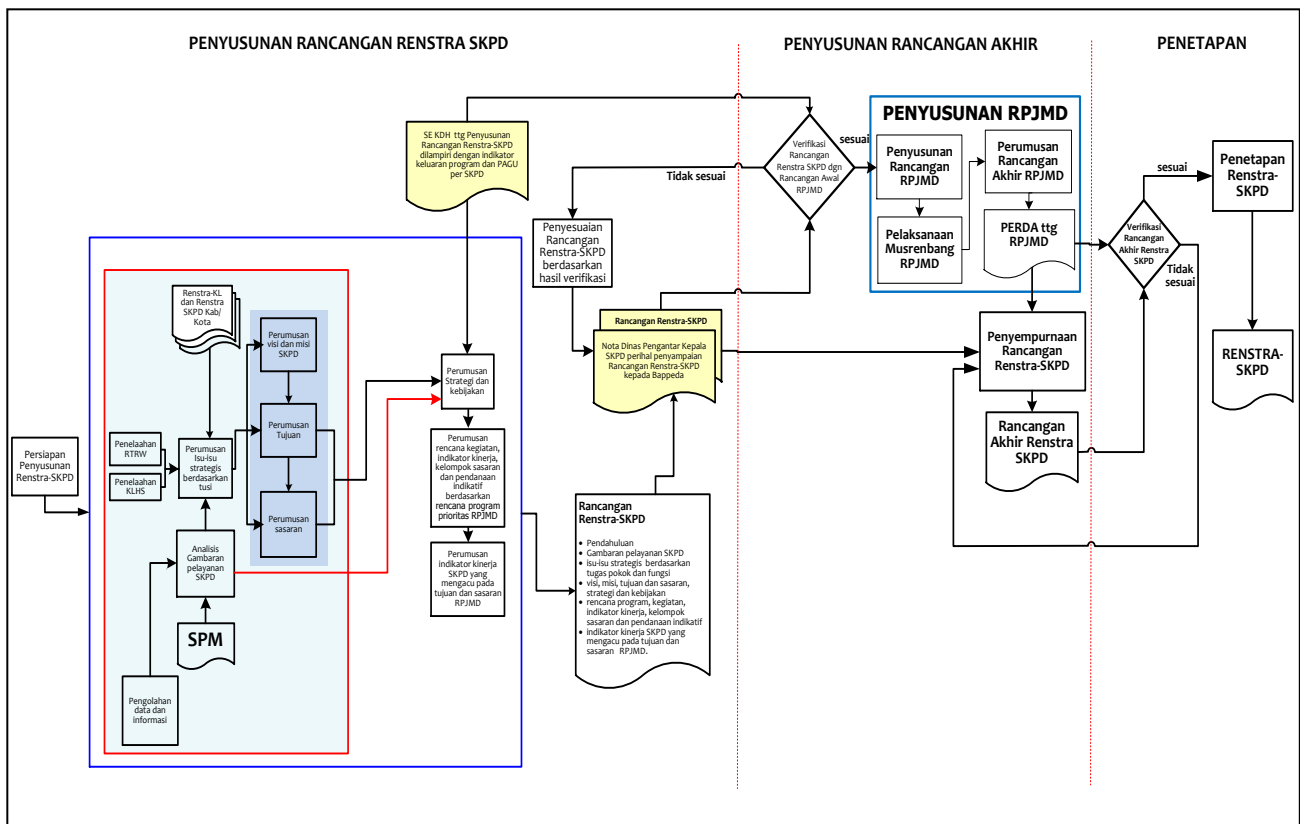 PENYUSUNAN RANCANGAN RENSTRA SKPD
PENYUSUNAN RANCANGAN AKHIR
PENETAPAN
SE KDH ttg Penyusunan
Rancangan Renstra-SKPD
dilampiri dengan indikator
keluaran program dan PAGU
per SKPD
Verifikasi
Rancangan
Renstra SKPD dgn
Rancangan Awal
RPJMD
sesuai
Tidak sesuai
PENYUSUNAN RPJMD
Penyusunan
Rancangan
RPJMD
Perumusan
Rancangan
Akhir RPJMD
Pelaksanaan
Musrenbang
RPJMD
PERDA ttg
RPJMD
sesuai
Verifikasi
Rancangan
Akhir Renstra
SKPD
Tidak
sesuai
Penetapan
Renstra-
SKPD
RENSTRA-
SKPD
Penyesuaian
Rancangan
Renstra-SKPD
berdasarkan
hasil verifikasi
Rancangan Renstra-SKPD
Nota Dinas Pengantar Kepala
SKPD perihal penyampaian
Rancangan Renstra-SKPD
kepada Bappeda
Penyempurnaan
Rancangan
Renstra-SKPD
Rancangan
Akhir Renstra
SKPD
Renstra-KL
dan Renstra
SKPD Kab/
Kota
Perumusan
visi dan misi
SKPD
Perumusan
Tujuan
Perumusan
sasaran
Perumusan
Strategi dan
kebijakan
Persiapan
Penyusunan
Renstra-SKPD
Penelaahan
RTRW
Penelaahan
KLHS
Perumusan
Isu-isu
strategis
berdasarkan
tusi
Analisis
Gambaran
pelayanan
SKPD
SPM
Pengolahan
data dan
informasi
Perumusan
rencana kegiatan,
indikator kinerja,
kelompok sasaran
dan pendanaan
indikatif
berdasarkan
rencana program
prioritas RPJMD
Perumusan
indikator kinerja
SKPD yang
mengacu pada
tujuan dan
sasaran
RPJMD
Rancangan
Renstra-SKPD
• Pendahuluan
• Gambaran pelayanan SKPD
• isu-isu strategis berdasarkan
tugas pokok dan fungsi
• visi, misi, tujuan dan sasaran,
strategi dan kebijakan
• rencana program, kegiatan,
indikator kinerja, kelompok
sasaran dan pendanaan indikatif
• indikator kinerja SKPD yang
mengacu pada tujuan dan
sasaran RPJMD.